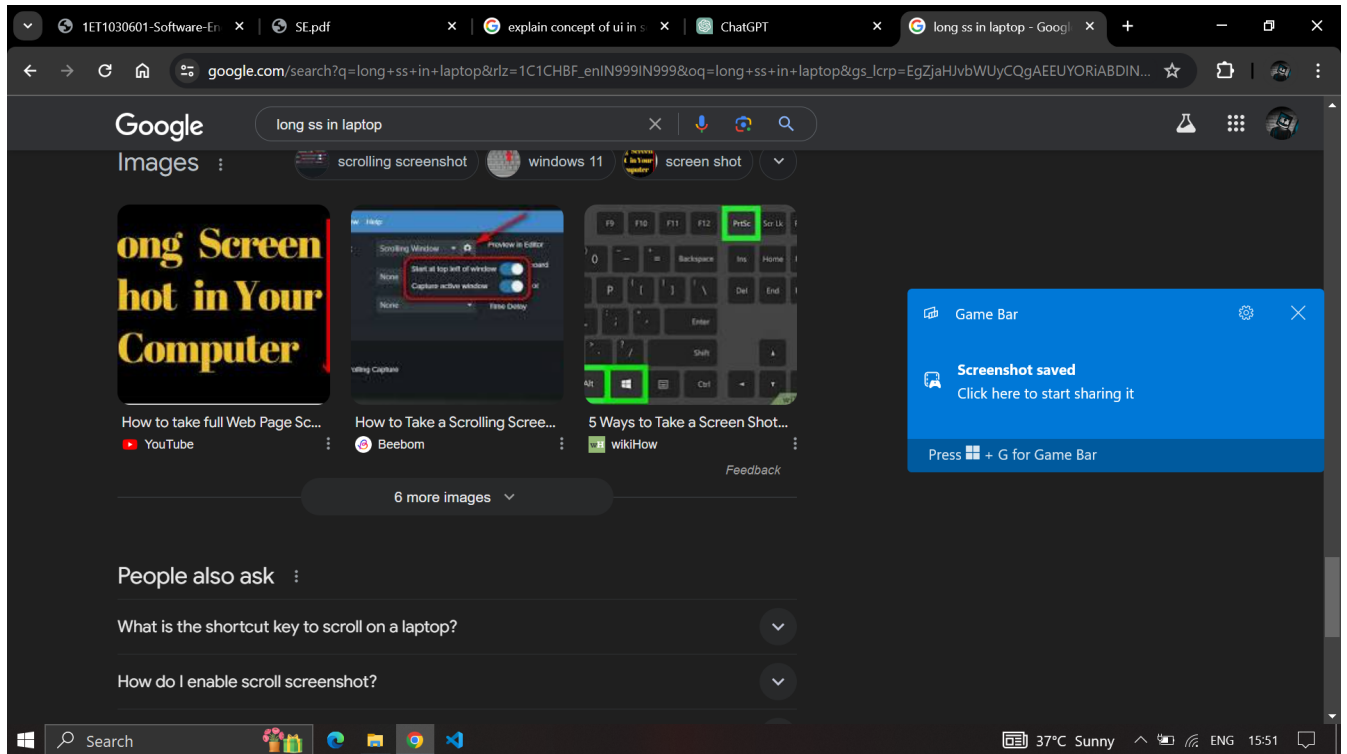 1ET1030601-Software-En
SE.pdf
explain concept of ui in s
ChatGPT
long ss in laptop - Googl
google.com/search?q=long+ss+in+laptop&rlz=1C1CHBF_enIN999IN999&oq=long+ss+in+laptop&gs_lcrp=EgZjaHJvbWUyCQgAEEUYORiABDIN...
Google
long ss in laptop
Images
scrolling screenshot
windows 11
screen shot
ong Screen
hot in Your
Computer
Help
Scrolling Window
Preview in Editor
Start at top left of window
None
Capture active window
None
Time Delay
F9 F10 F11 F12 PrtSc Scr Lk
Backspace Ins Home
P Del End
Enter
Shift
Alt Ctrl
How to take full Web Page Sc...
YouTube
How to Take a Scrolling Scree...
Beebom
5 Ways to Take a Screen Shot...
wikiHow
Feedback
6 more images
People also ask
What is the shortcut key to scroll on a laptop?
How do I enable scroll screenshot?
Game Bar
Screenshot saved
Click here to start sharing it
Press + G for Game Bar
Search
37°C Sunny
ENG
15:51